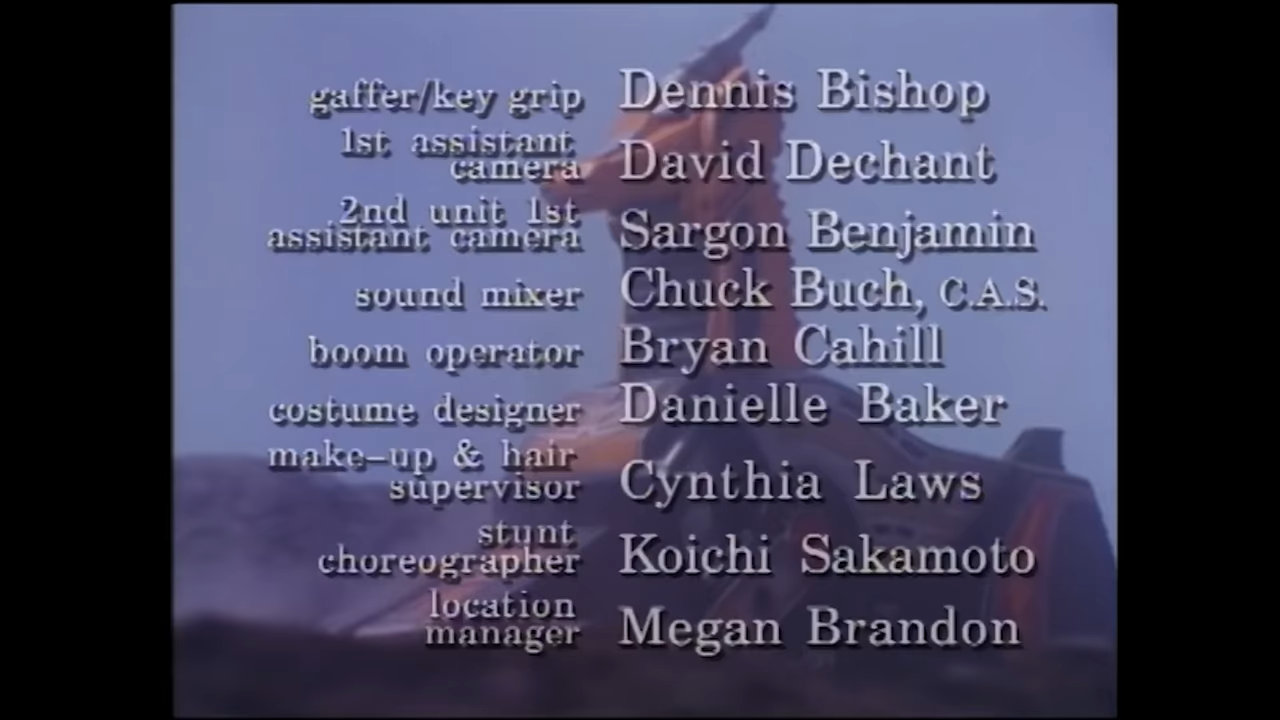 gaffer/key grip Dennis Bishop
1st assistant
camera David Dechant
2nd unit 1st
assistant camera Sargon Benjamin
sound mixer Chuck Buch, C.A.S.
boom operator Bryan Cahill
costume designer Danielle Baker
make-up & hair
supervisor Cynthia Laws
stunt
choreographer Koichi Sakamoto
location
manager Megan Brandon